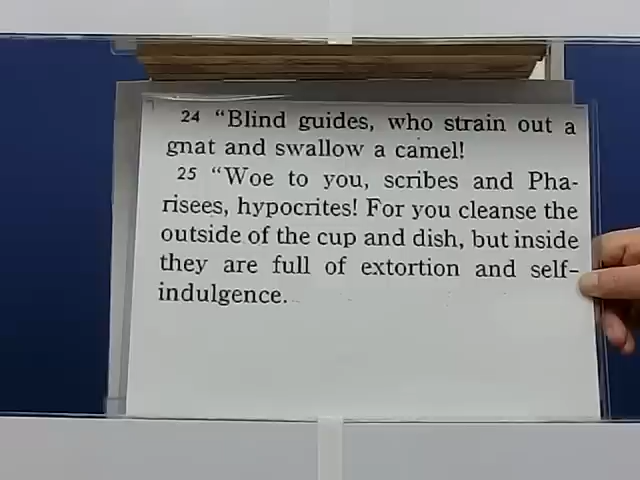 24 “Blind guides, who strain out a
gnat and swallow a camel!
25 “Woe to you, scribes and Pha-
risees, hypocrites! For you cleanse the
outside of the cup and dish, but inside
they are full of extortion and self-
indulgence.